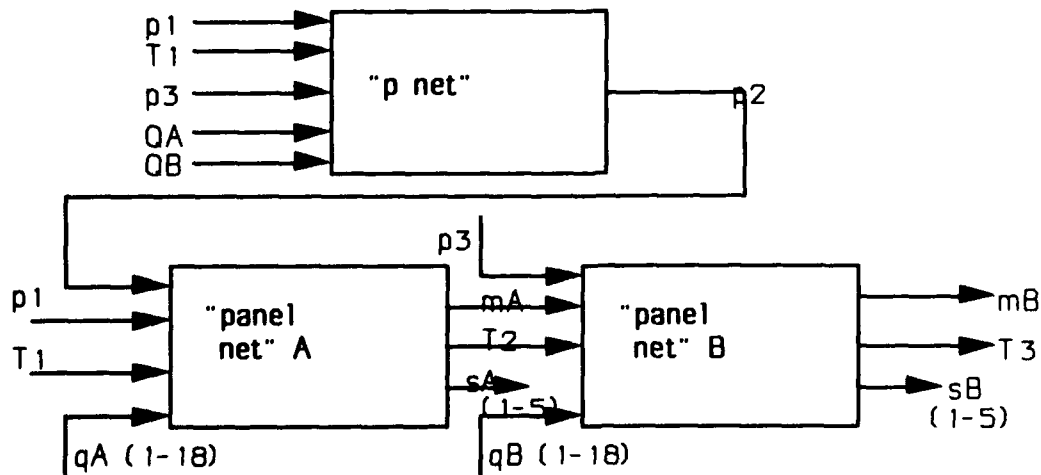 p1
T1
p3
QA
QB
"p net"
p2
p3
p1
T1
qA (1-18)
"panel
net" A
mA
T2
sA
(1-5)
qB (1-18)
"panel
net" B
mB
T3
sB
(1-5)